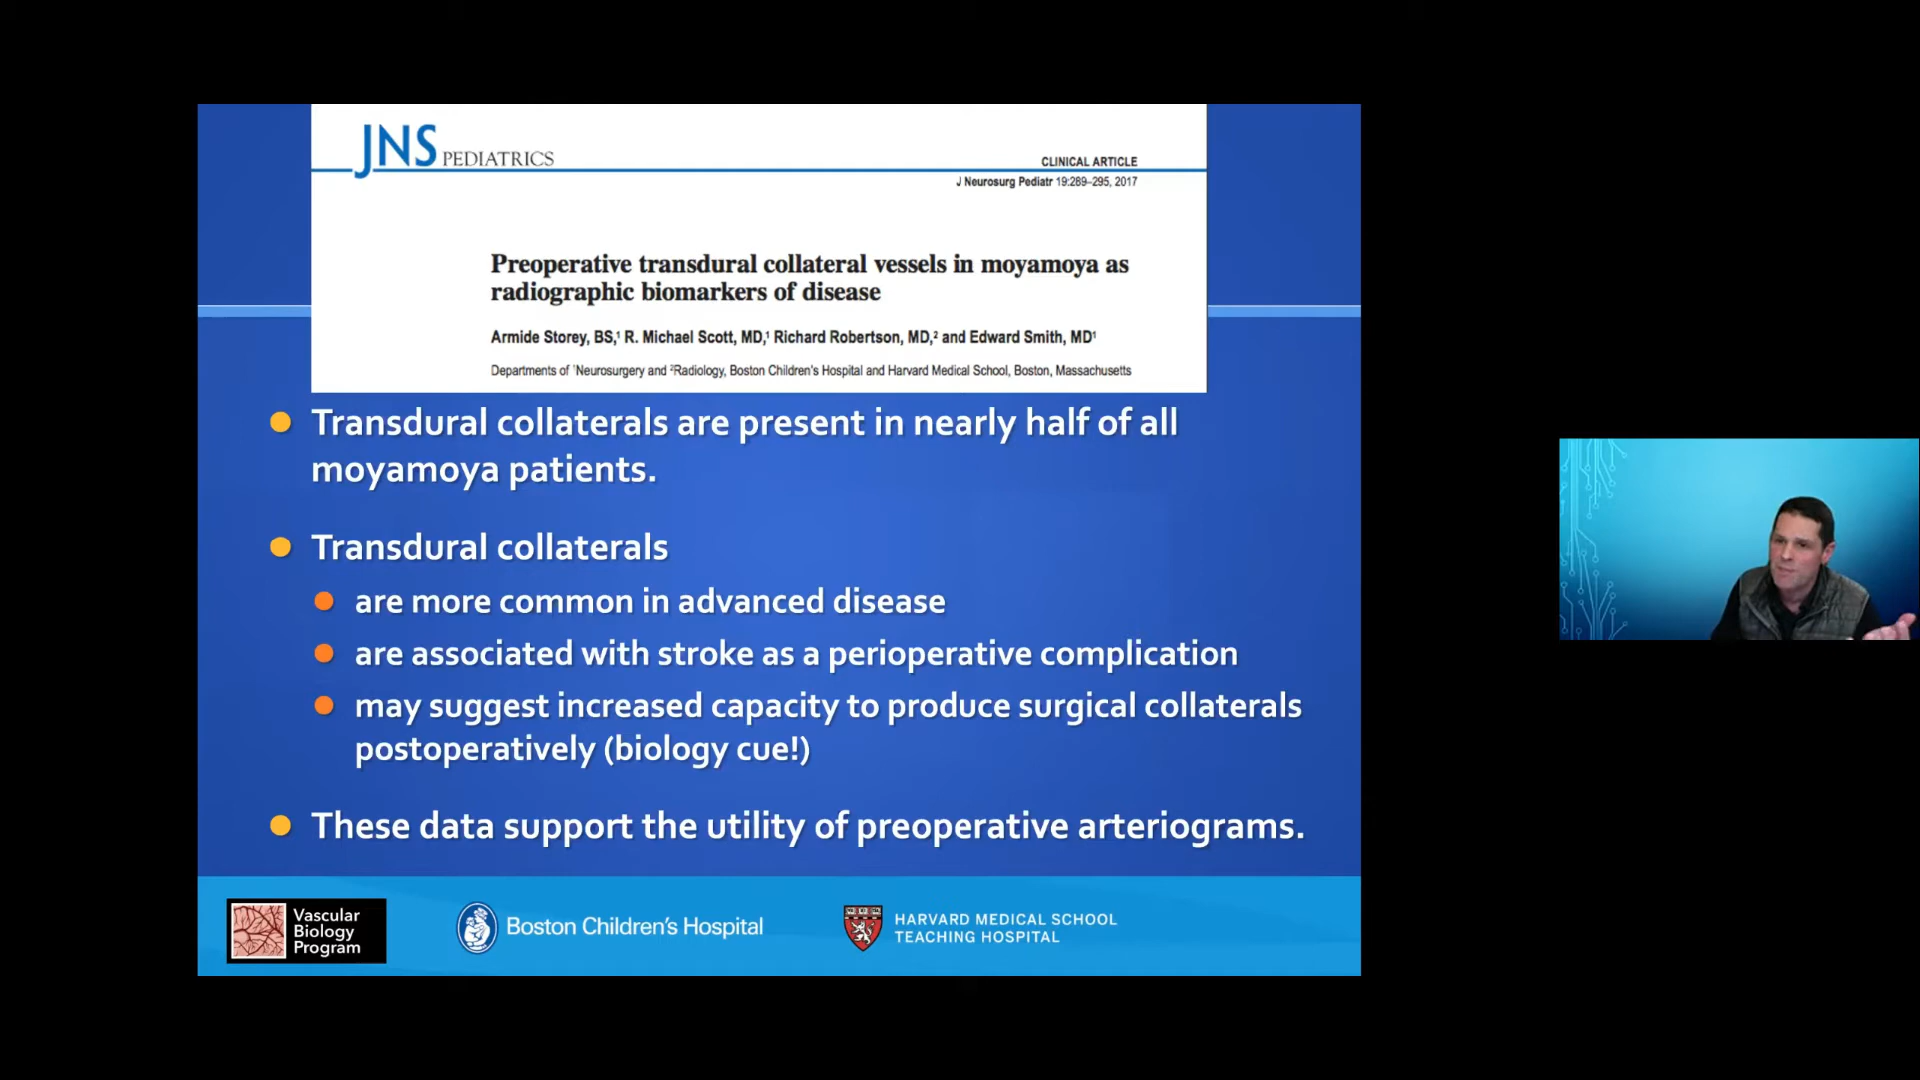 JNS PEDIATRICS
CLINICAL ARTICLE
J Neurosurg Pediatr 19:289–295, 2017
Preoperative transdural collateral vessels in moyamoya as
radiographic biomarkers of disease
Armide Storey, BS,¹ R. Michael Scott, MD,¹ Richard Robertson, MD,² and Edward Smith, MD¹
Departments of ¹Neurosurgery and ²Radiology, Boston Children's Hospital and Harvard Medical School, Boston, Massachusetts
Transdural collaterals are present in nearly half of all
moyamoya patients.
Transdural collaterals
are more common in advanced disease
are associated with stroke as a perioperative complication
may suggest increased capacity to produce surgical collaterals
postoperatively (biology cue!)
These data support the utility of preoperative arteriograms.
Vascular
Biology
Program
Boston Children's Hospital
HARVARD MEDICAL SCHOOL
TEACHING HOSPITAL